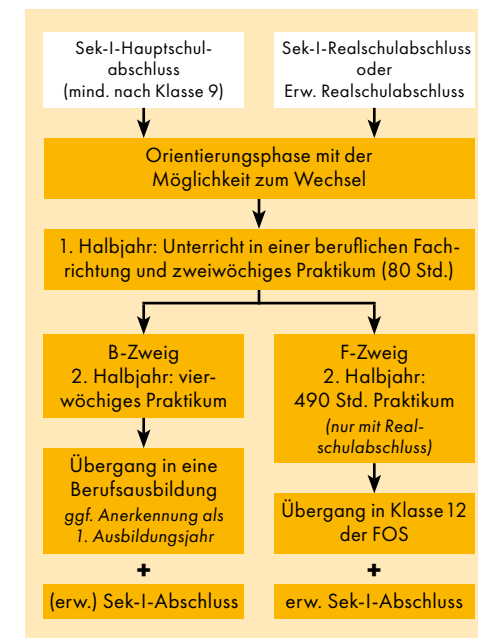 Sek-I-Hauptschul-
abschluss
(mind. nach Klasse 9)
Sek-I-Realschulabschluss
oder
Erw. Realschulabschluss
Orientierungsphase mit der
Möglichkeit zum Wechsel
1. Halbjahr: Unterricht in einer beruflichen Fach-
richtung und zweiwöchiges Praktikum (80 Std.)
B-Zweig
2. Halbjahr: vier-
wöchiges Praktikum
F-Zweig
2. Halbjahr:
490 Std. Praktikum
(nur mit Real-
schulabschluss)
Übergang in eine
Berufsausbildung
ggf. Anerkennung als
1. Ausbildungsjahr
Übergang in Klasse 12
der FOS
+
+
(erw.) Sek-I-Abschluss
erw. Sek-I-Abschluss